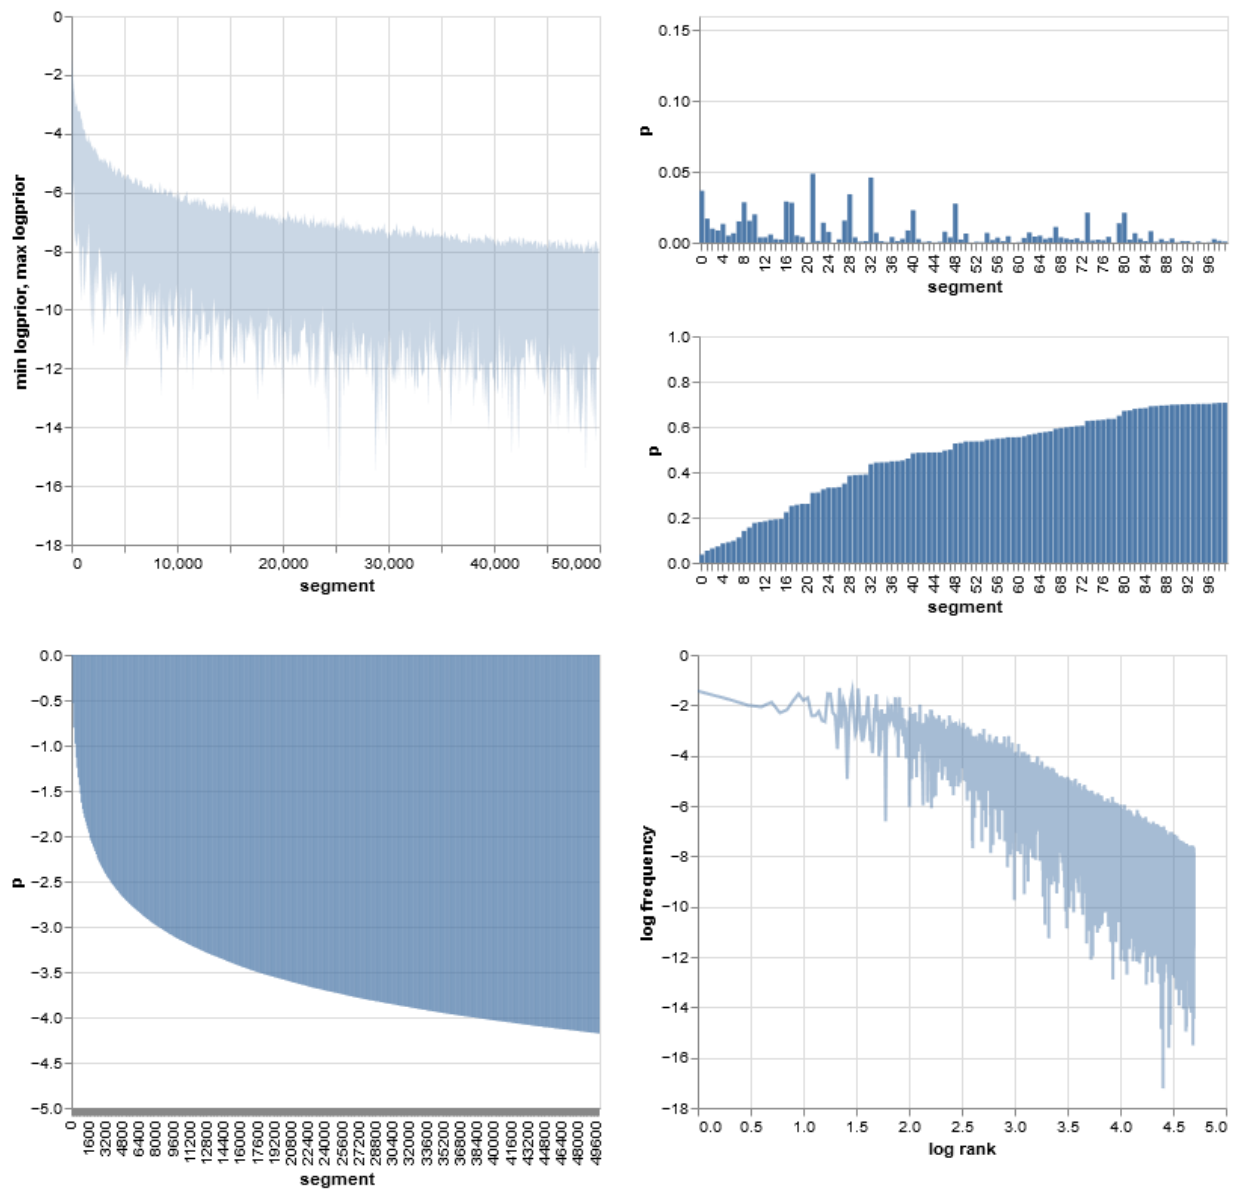 min logprior, max logprior
0
−2
−4
−6
−8
−10
−12
−14
−16
−18
0 10,000 20,000 30,000 40,000 50,000
segment
p
0.15
0.10
0.05
0.00
0 4 8 12 16 20 24 28 32 36 40 44 48 52 56 60 64 68 72 76 80 84 88 92 96
segment
p
1.0
0.8
0.6
0.4
0.2
0.0
0 4 8 12 16 20 24 28 32 36 40 44 48 52 56 60 64 68 72 76 80 84 88 92 96
segment
p
0.0
−0.5
−1.0
−1.5
−2.0
−2.5
−3.0
−3.5
−4.0
−4.5
−5.0
0 1600 3200 4800 6400 8000 9600 11200 12800 14400 16000 17600 19200 20800 22400 24000 25600 27200 28800 30400 32000 33600 35200 36800 38400 40000 41600 43200 44800 46400 48000 49600
segment
log frequency
0
−2
−4
−6
−8
−10
−12
−14
−16
−18
0.0 0.5 1.0 1.5 2.0 2.5 3.0 3.5 4.0 4.5 5.0
log rank